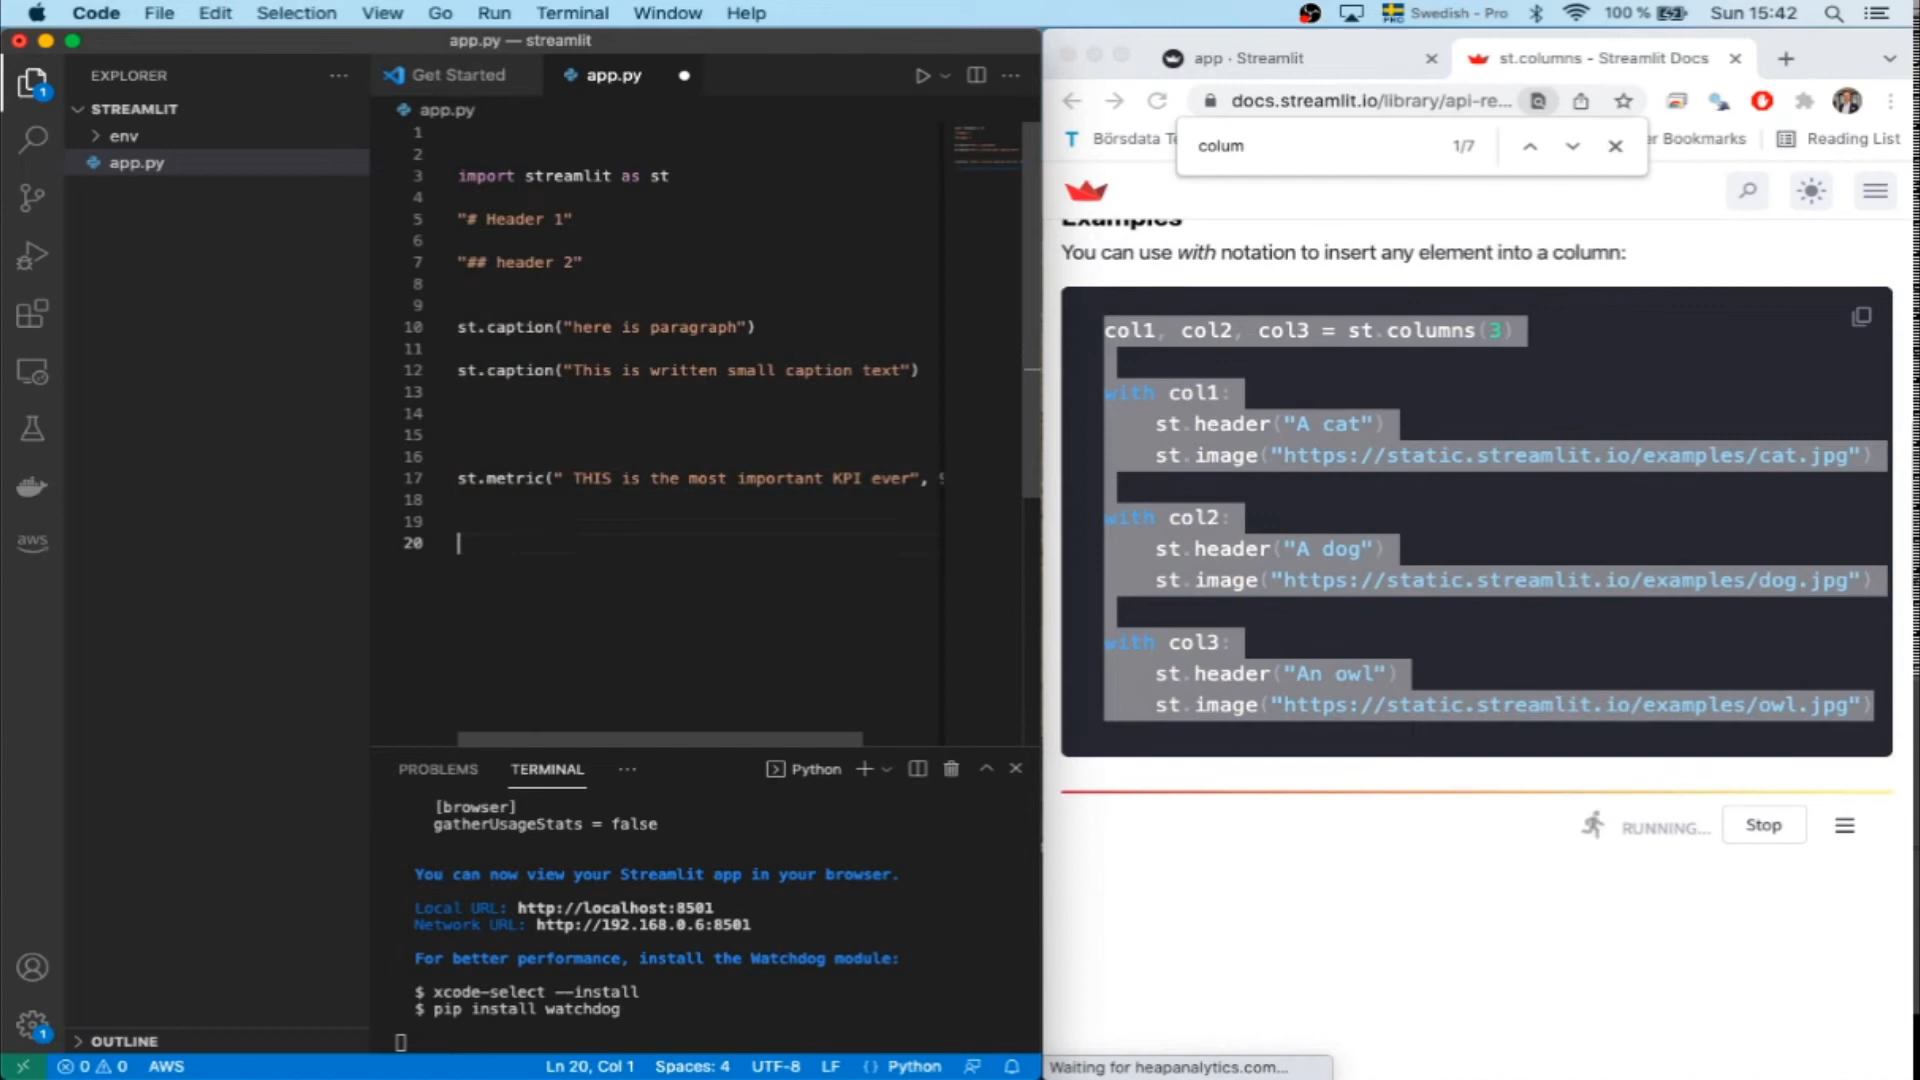 Code File Edit Selection View Go Run Terminal Window Help
PRO Swedish - Pro 100 % Sun 15:42
app.py — streamlit
EXPLORER
STREAMLIT
env
app.py
OUTLINE
1
1
aws
Get Started
app.py
app.py
1
2
3 import streamlit as st
4
5 "# Header 1"
6
7 "## header 2"
8
9
10 st.caption("here is paragraph")
11
12 st.caption("This is written small caption text")
13
14
15
16
17 st.metric(" THIS is the most important KPI ever",
18
19
20
PROBLEMS TERMINAL
Python
[browser]
gatherUsageStats = false
You can now view your Streamlit app in your browser.
Local URL: http://localhost:8501
Network URL: http://192.168.0.6:8501
For better performance, install the Watchdog module:
$ xcode-select --install
$ pip install watchdog
0 0 AWS
Ln 20, Col 1 Spaces: 4 UTF-8 LF Python
app · Streamlit
st.columns - Streamlit Docs
docs.streamlit.io/library/api-re...
T Börsdata
colum 1/7
Bookmarks
Reading List
Examples
You can use with notation to insert any element into a column:
col1, col2, col3 = st.columns(3)
with col1:
st.header("A cat")
st.image("https://static.streamlit.io/examples/cat.jpg")
with col2:
st.header("A dog")
st.image("https://static.streamlit.io/examples/dog.jpg")
with col3:
st.header("An owl")
st.image("https://static.streamlit.io/examples/owl.jpg")
RUNNING... Stop
Waiting for heapanalytics.com...